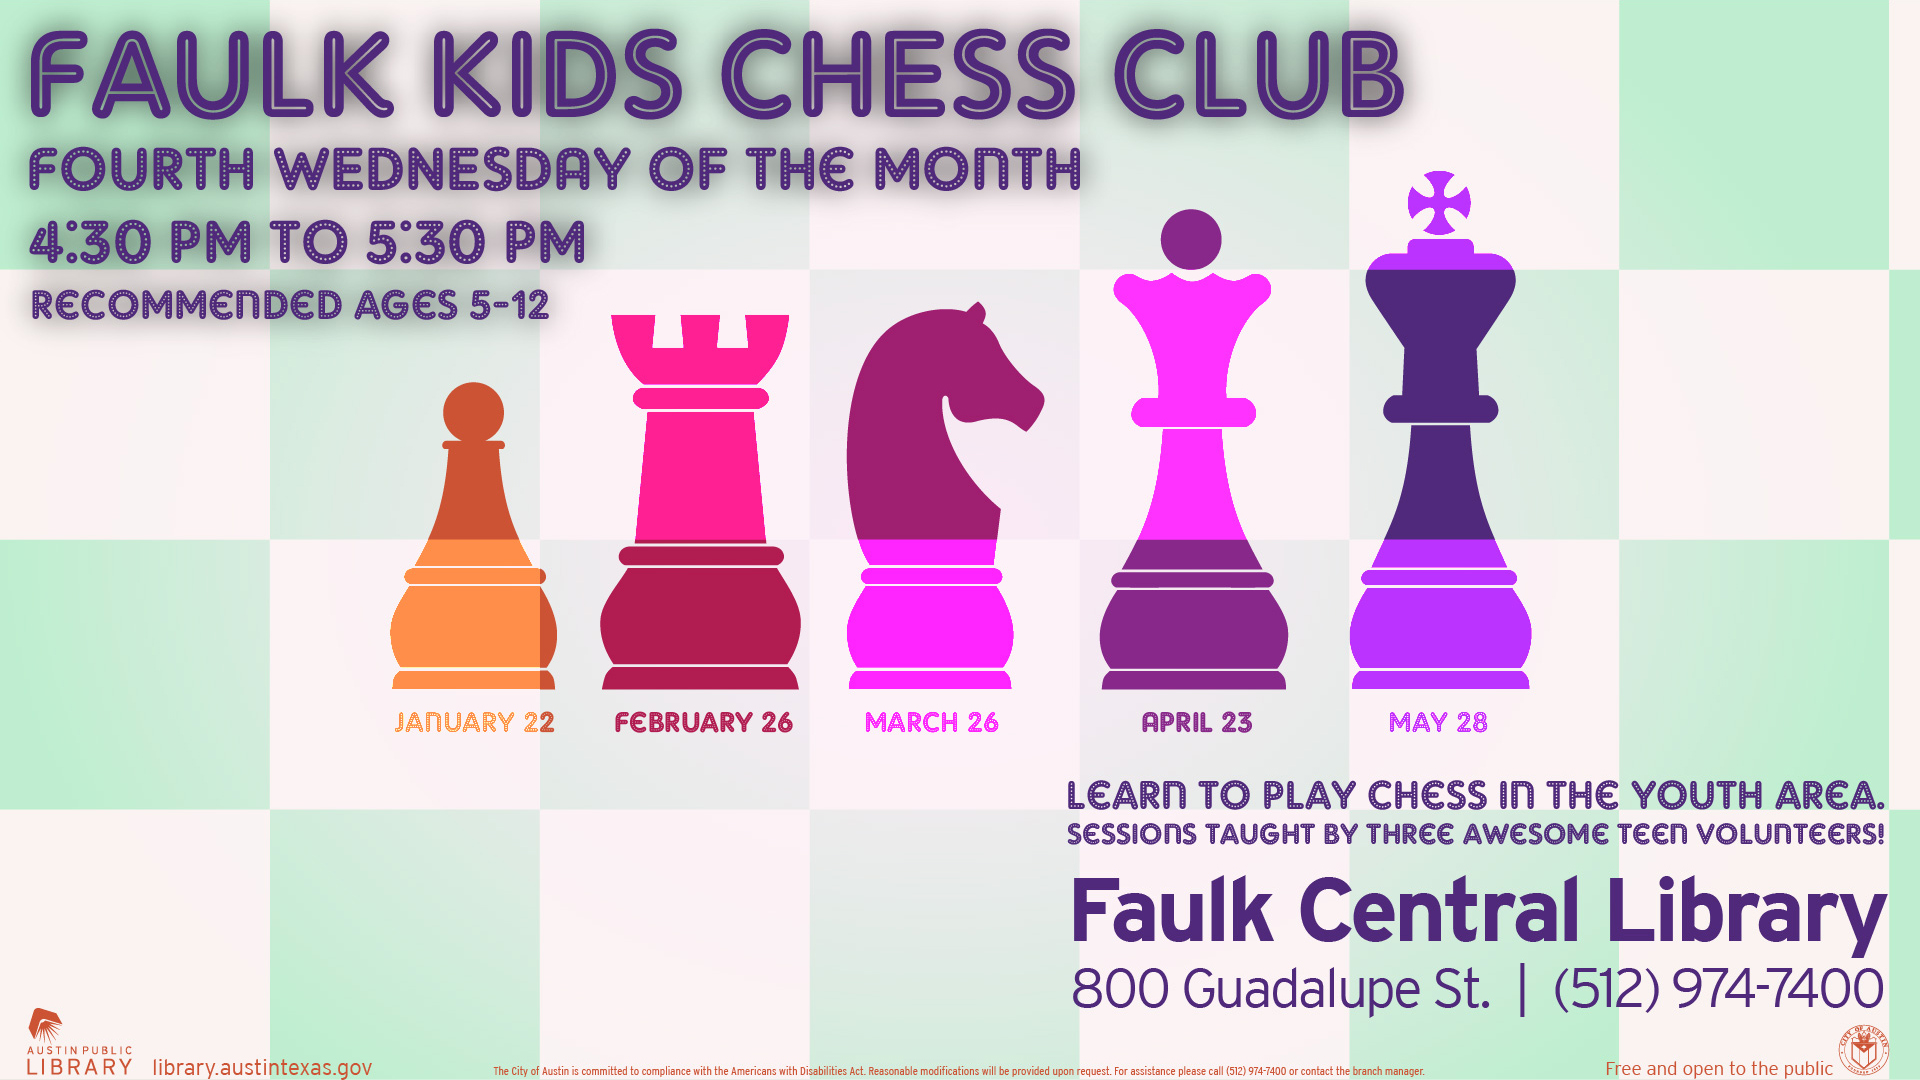 FAULK KIDS CHESS CLUB
FOURTH WEDNESDAY OF THE MONTH
4:30 PM TO 5:30 PM
RECOMMENDED AGES 5-12
JANUARY 22
FEBRUARY 26
MARCH 26
APRIL 23
MAY 28
LEARN TO PLAY CHESS IN THE YOUTH AREA.
SESSIONS TAUGHT BY THREE AWESOME TEEN VOLUNTEERS!
Faulk Central Library
800 Guadalupe St. | (512) 974-7400
AUSTIN PUBLIC
LIBRARY
library.austintexas.gov
The City of Austin is committed to compliance with the Americans with Disabilities Act. Reasonable modifications will be provided upon request. For assistance please call (512) 974-7400 or contact the branch manager.
Free and open to the public
CITY OF AUSTIN